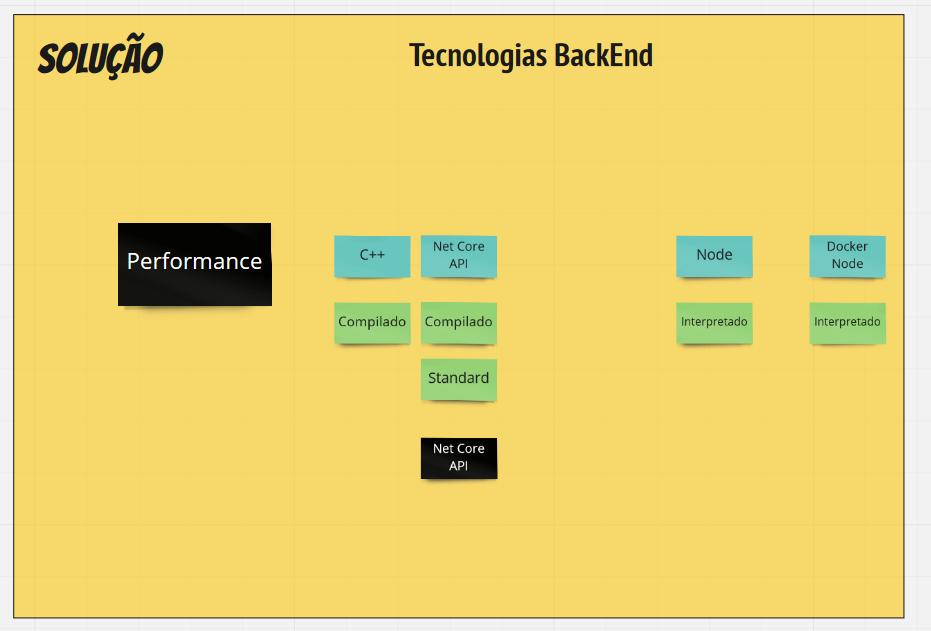 SOLUÇÃO
Tecnologias BackEnd
Performance
C++
Net Core
API
Node
Docker
Node
Compilado
Compilado
Interpretado
Interpretado
Standard
Net Core
API